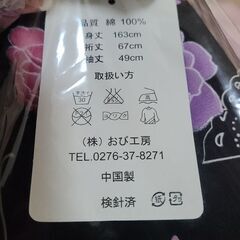 品質 綿 100%
身丈 163cm
裄丈 67cm
袖丈 49cm
取扱い方
(株) おび工房
TEL.0276-37-8271
中国製
検針済